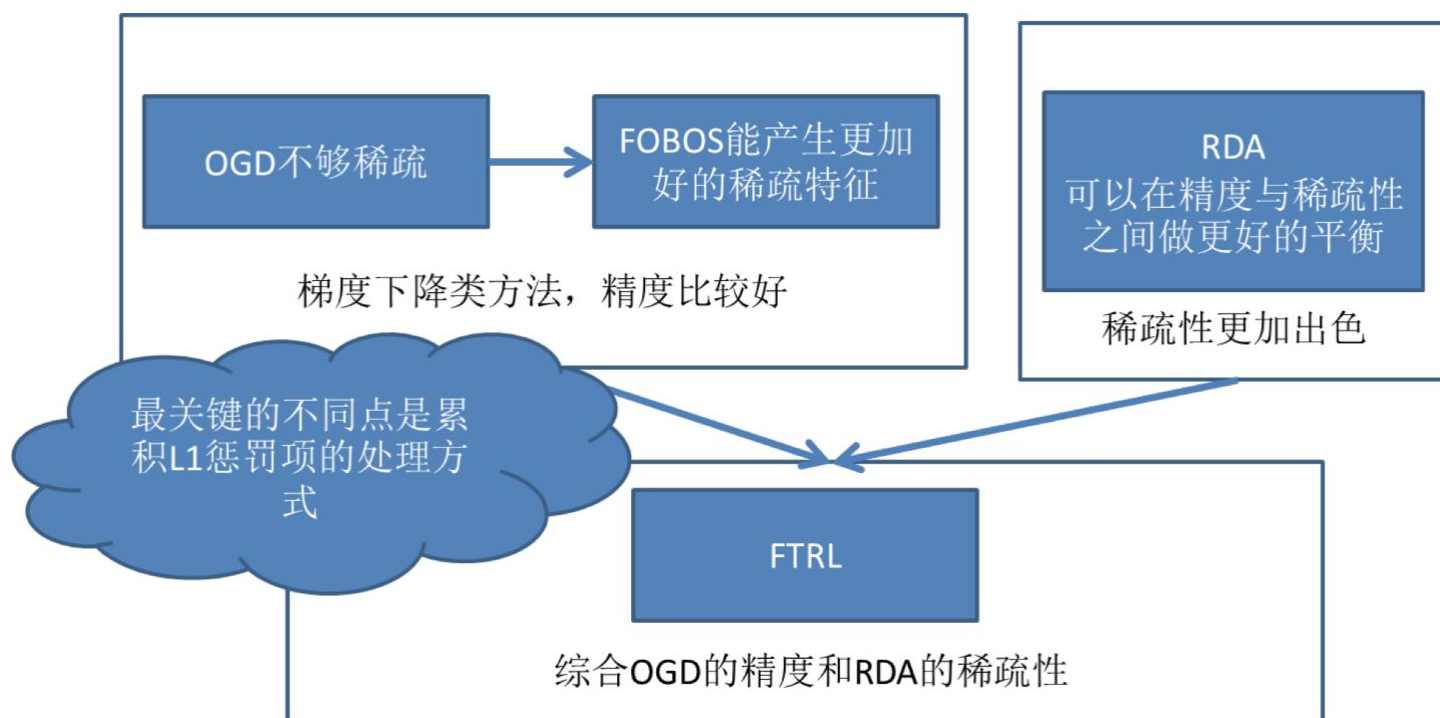 OGD不够稀疏
FOBOS能产生更加
好的稀疏特征
梯度下降类方法，精度比较好
RDA
可以在精度与稀疏性
之间做更好的平衡
稀疏性更加出色
最关键的不同点是累
积L1惩罚项的处理方
式
FTRL
综合OGD的精度和RDA的稀疏性